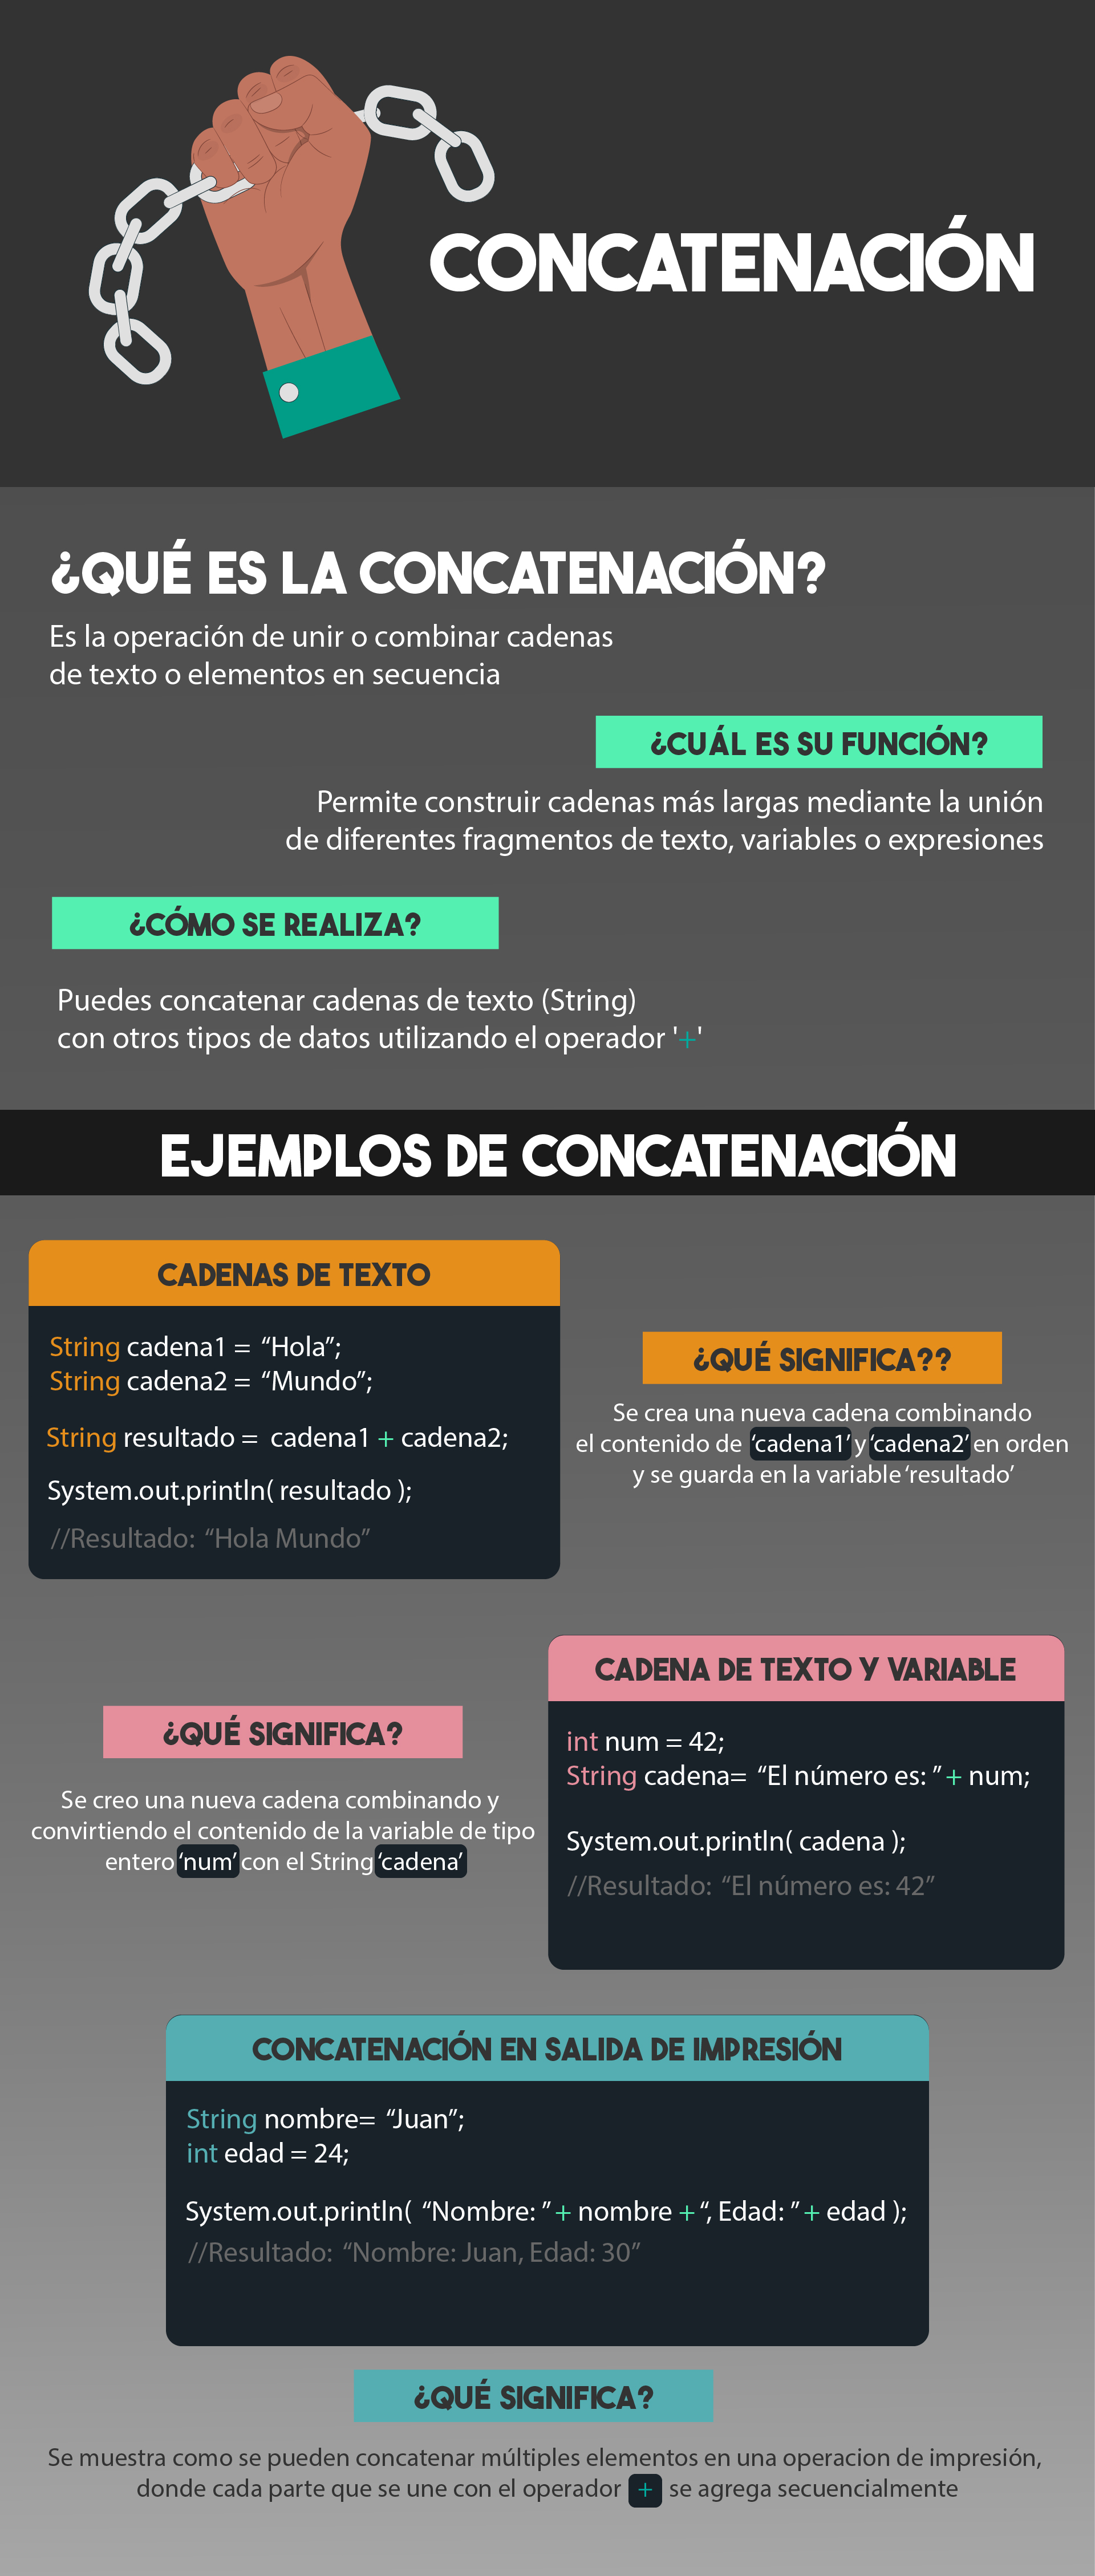 CONCATENACIÓN
¿QUÉ ES LA CONCATENACIÓN?
Es la operación de unir o combinar cadenas
de texto o elementos en secuencia
¿CUÁL ES SU FUNCIÓN?
Permite construir cadenas más largas mediante la unión
de diferentes fragmentos de texto, variables o expresiones
¿CÓMO SE REALIZA?
Puedes concatenar cadenas de texto (String)
con otros tipos de datos utilizando el operador '+'
EJEMPLOS DE CONCATENACIÓN
CADENAS DE TEXTO
String cadena1 = “Hola”;
String cadena2 = “Mundo”;
String resultado = cadena1 + cadena2;
System.out.println( resultado );
//Resultado: “Hola Mundo”
¿QUÉ SIGNIFICA??
Se crea una nueva cadena combinando
el contenido de ‘cadena1’ y ‘cadena2’ en orden
y se guarda en la variable ‘resultado’
CADENA DE TEXTO Y VARIABLE
int num = 42;
String cadena= “El número es: ” + num;
System.out.println( cadena );
//Resultado: “El número es: 42”
¿QUÉ SIGNIFICA?
Se creo una nueva cadena combinando y
convirtiendo el contenido de la variable de tipo
entero ‘num’ con el String ‘cadena’
CONCATENACIÓN EN SALIDA DE IMPRESIÓN
String nombre= “Juan”;
int edad = 24;
System.out.println( “Nombre: ” + nombre + “, Edad: ” + edad );
//Resultado: “Nombre: Juan, Edad: 30”
¿QUÉ SIGNIFICA?
Se muestra como se pueden concatenar múltiples elementos en una operacion de impresión,
donde cada parte que se une con el operador + se agrega secuencialmente